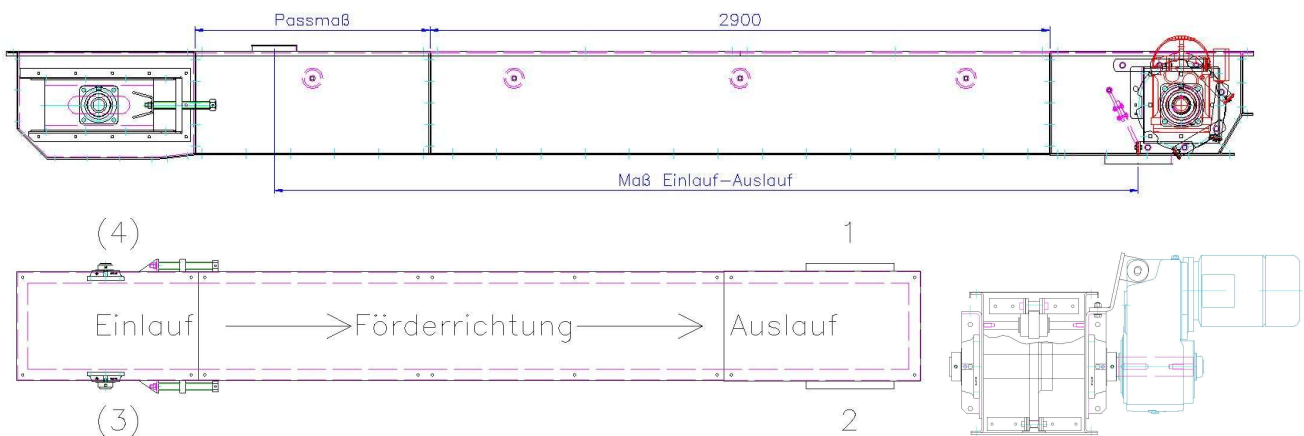 Passmaß
2900
Maß Einlauf-Auslauf
(4)
1
Einlauf
Förderrichtung
Auslauf
(3)
2